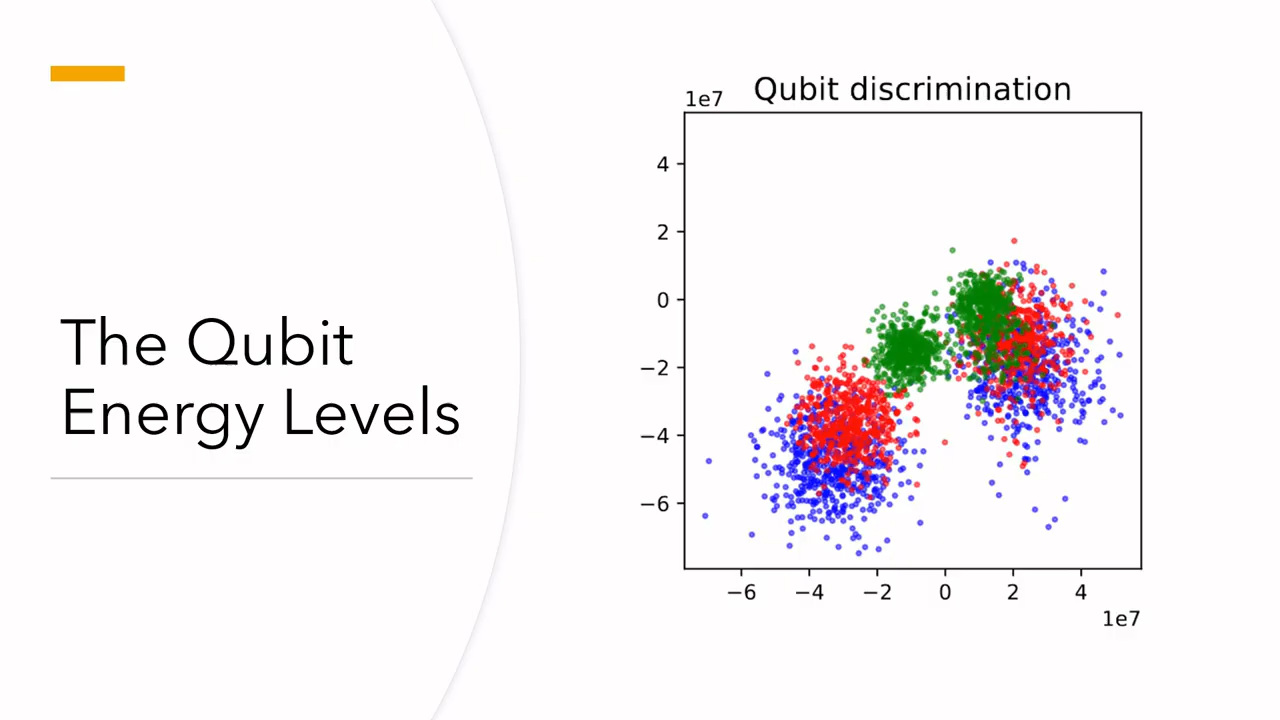 The Qubit
Energy Levels
Qubit discrimination
1e7
4
2
0
−2
−4
−6
−6 −4 −2 0 2 4
1e7